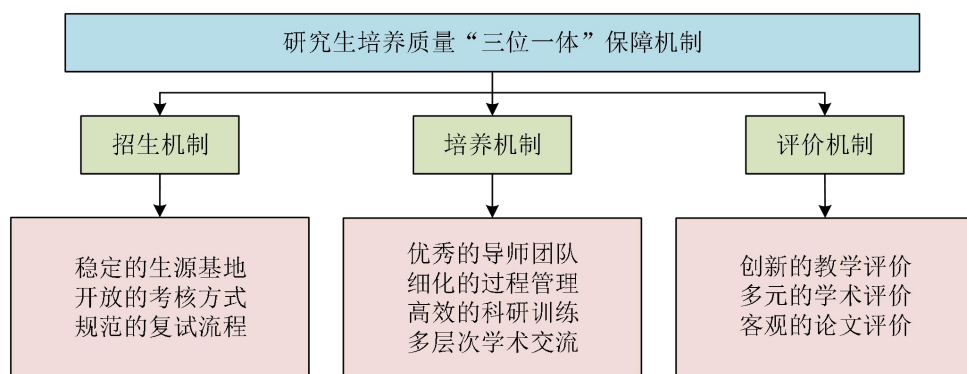 研究生培养质量“三位一体”保障机制
招生机制
培养机制
评价机制
稳定的生源基地
开放的考核方式
规范的复试流程
优秀的导师团队
细化的过程管理
高效的科研训练
多层次学术交流
创新的教学评价
多元的学术评价
客观的论文评价